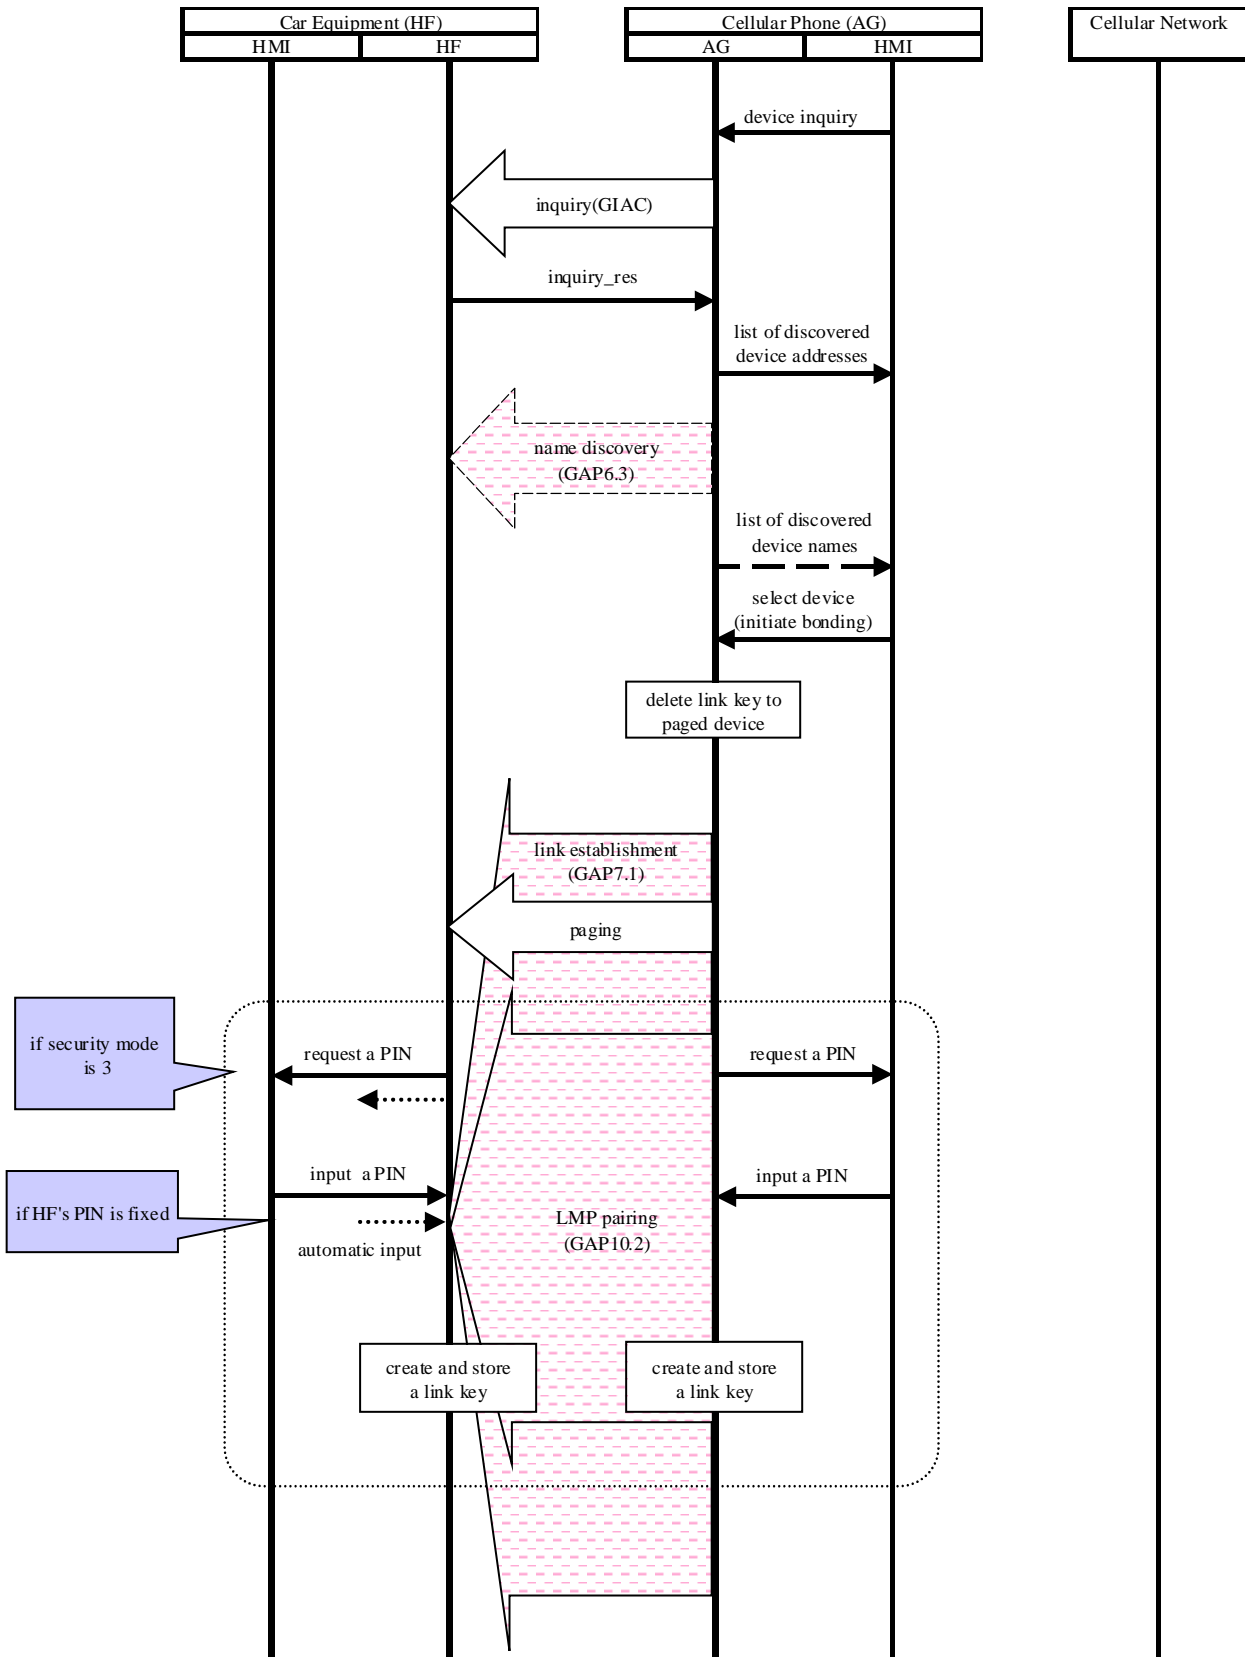 Car Equipment (HF)
Cellular Phone (AG)
Cellular Network
HMI
HF
AG
HMI
device inquiry
inquiry(GIAC)
inquiry_res
list of discovered
device addresses
name discovery
(GAP6.3)
list of discovered
device names
select device
(initiate bonding)
delete link key to
paged device
link establishment
(GAP7.1)
paging
if security mode
is 3
request a PIN
request a PIN
input a PIN
input a PIN
if HF's PIN is fixed
automatic input
LMP pairing
(GAP10.2)
create and store
a link key
create and store
a link key